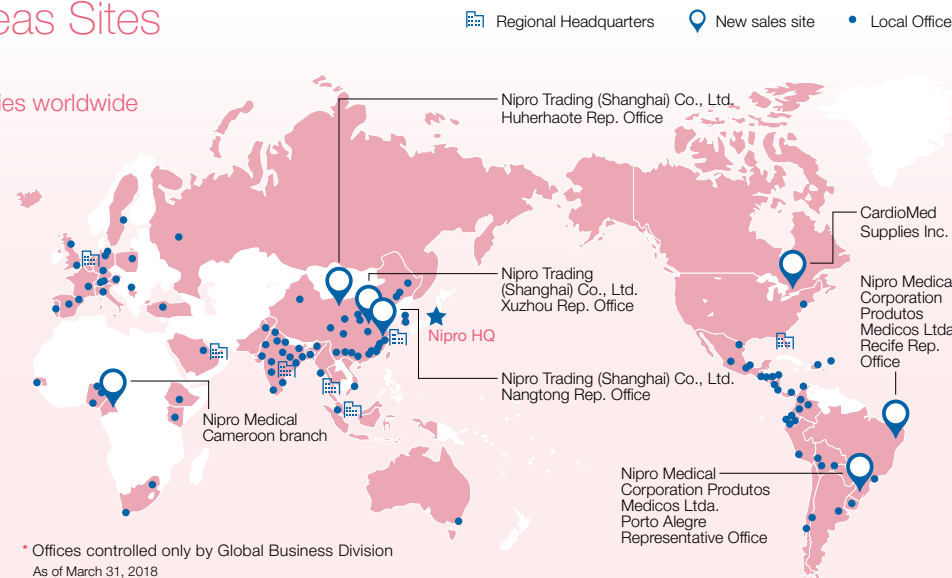 eas Sites
Regional Headquarters
New sales site
Local Office
ies worldwide
Nipro Trading (Shanghai) Co., Ltd.
Huherhaote Rep. Office
CardioMed
Supplies Inc.
Nipro Trading
(Shanghai) Co., Ltd.
Xuzhou Rep. Office
Nipro Medica
Corporation
Produtos
Medicos Ltda
Recife Rep.
Office
Nipro HQ
Nipro Trading (Shanghai) Co., Ltd.
Nantong Rep. Office
Nipro Medical
Cameroon branch
Nipro Medical
Corporation Produtos
Medicos Ltda.
Porto Alegre
Representative Office
* Offices controlled only by Global Business Division
As of March 31, 2018